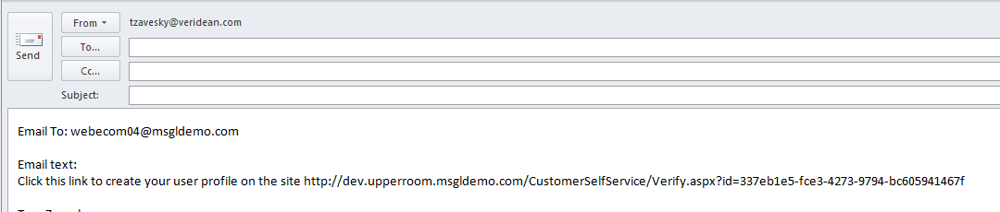 From
tzavesky@veridean.com
Send
To...
Cc...
Subject:
Email To: webecom04@msgldemo.com
Email text:
Click this link to create your user profile on the site http://dev.upperroom.msgldemo.com/CustomerSelfService/Verify.aspx?id=337eb1e5-fce3-4273-9794-bc605941467f